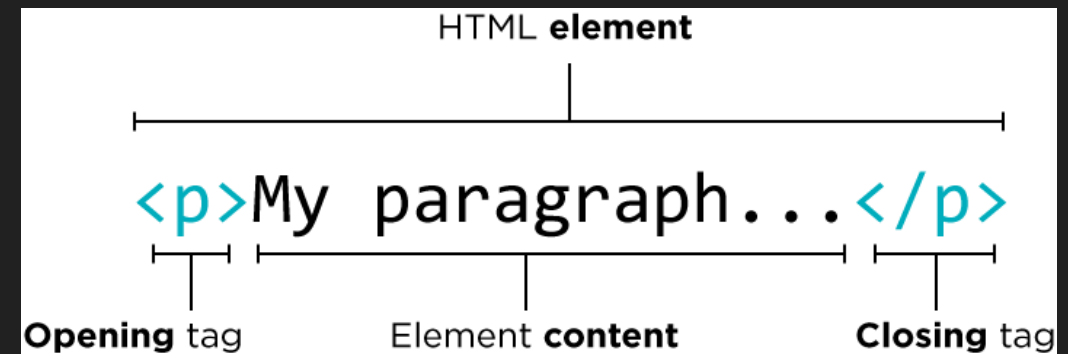 HTML element
<p>My paragraph...</p>
Opening tag
Element content
Closing tag